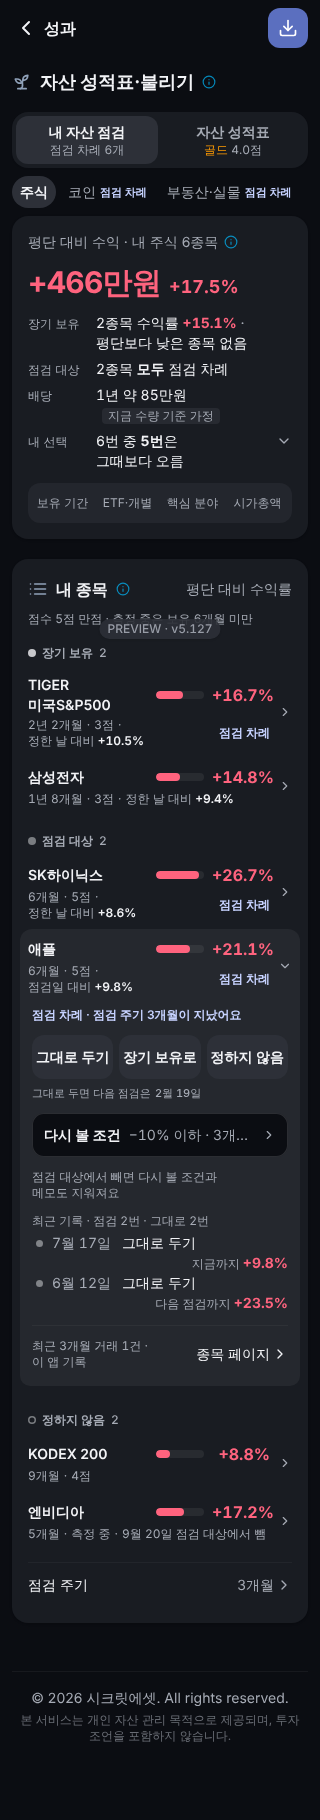 성과
자산 성적표·불리기
내 자산 점검
점검 차례 6개
자산 성적표
골드 4.0점
주식
코인 점검 차례
부동산·실물 점검 차례
평단 대비 수익 · 내 주식 6종목
+466만원 +17.5%
장기 보유 2종목 수익률 +15.1% ·
평단보다 낮은 종목 없음
점검 대상 2종목 모두 점검 차례
배당 1년 약 85만원
지금 수량 기준 가정
내 선택 6번 중 5번은
그때보다 오름
보유 기간 ETF·개별 핵심 분야 시가총액
내 종목 평단 대비 수익률
점수 5점 만점 · 측정 중은 보유 6개월 미만
PREVIEW · v5.127
장기 보유 2
TIGER
미국S&P500
+16.7%
2년 2개월 · 3점 ·
정한 날 대비 +10.5%
점검 차례
삼성전자 +14.8%
1년 8개월 · 3점 · 정한 날 대비 +9.4%
점검 대상 2
SK하이닉스 +26.7%
6개월 · 5점 ·
정한 날 대비 +8.6%
점검 차례
애플 +21.1%
6개월 · 5점 ·
점검일 대비 +9.8%
점검 차례
점검 차례 · 점검 주기 3개월이 지났어요
그대로 두기 장기 보유로 정하지 않음
그대로 두면 다음 점검은 2월 19일
다시 볼 조건 −10% 이하 · 3개...
점검 대상에서 빼면 다시 볼 조건과
메모도 지워져요
최근 기록 · 점검 2번 · 그대로 2번
7월 17일 그대로 두기
지금까지 +9.8%
6월 12일 그대로 두기
다음 점검까지 +23.5%
최근 3개월 거래 1건 ·
이 앱 기록
종목 페이지
정하지 않음 2
KODEX 200 +8.8%
9개월 · 4점
엔비디아 +17.2%
5개월 · 측정 중 · 9월 20일 점검 대상에서 뺌
점검 주기 3개월
© 2026 시크릿에셋. All rights reserved.
본 서비스는 개인 자산 관리 목적으로 제공되며, 투자
조언을 포함하지 않습니다.